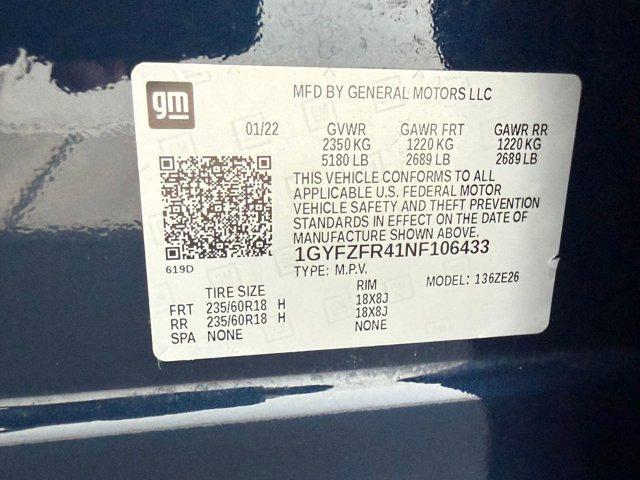 gm
MFD BY GENERAL MOTORS LLC
01/22 GVWR GAWR FRT GAWR RR
2350 KG 1220 KG 1220 KG
5180 LB 2689 LB 2689 LB
THIS VEHICLE CONFORMS TO ALL
APPLICABLE U.S. FEDERAL MOTOR
VEHICLE SAFETY AND THEFT PREVENTION
STANDARDS IN EFFECT ON THE DATE OF
MANUFACTURE SHOWN ABOVE.
1GYFZFR41NF106433
619D
TYPE: M.P.V. MODEL: 136ZE26
TIRE SIZE RIM
FRT 235/60R18 H 18X8J
RR 235/60R18 H 18X8J
SPA NONE NONE